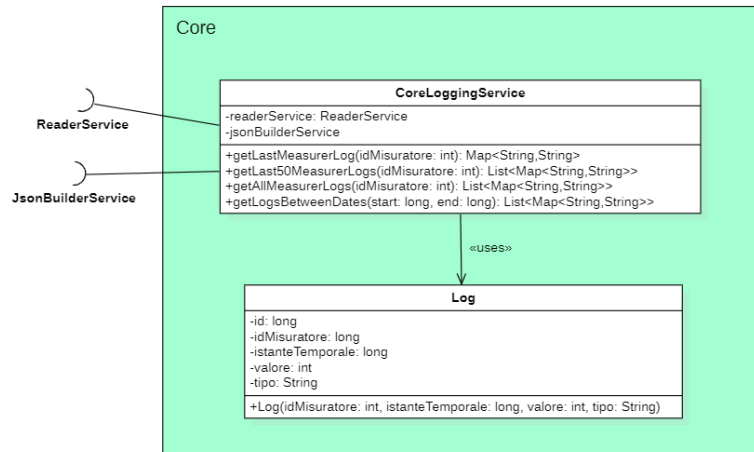 Core
CoreLoggingService
-readerService: ReaderService
-jsonBuilderService
+getLastMeasurerLog(idMisuratore: int): Map<String,String>
+getLast50MeasurerLogs(idMisuratore: int): List<Map<String,String>>
+getAllMeasurerLogs(idMisuratore: int): List<Map<String,String>>
+getLogsBetweenDates(start: long, end: long): List<Map<String,String>>
ReaderService
JsonBuilderService
«uses»
Log
-id: long
-idMisuratore: long
-istanteTemporale: long
-valore: int
-tipo: String
+Log(idMisuratore: int, istanteTemporale: long, valore: int, tipo: String)